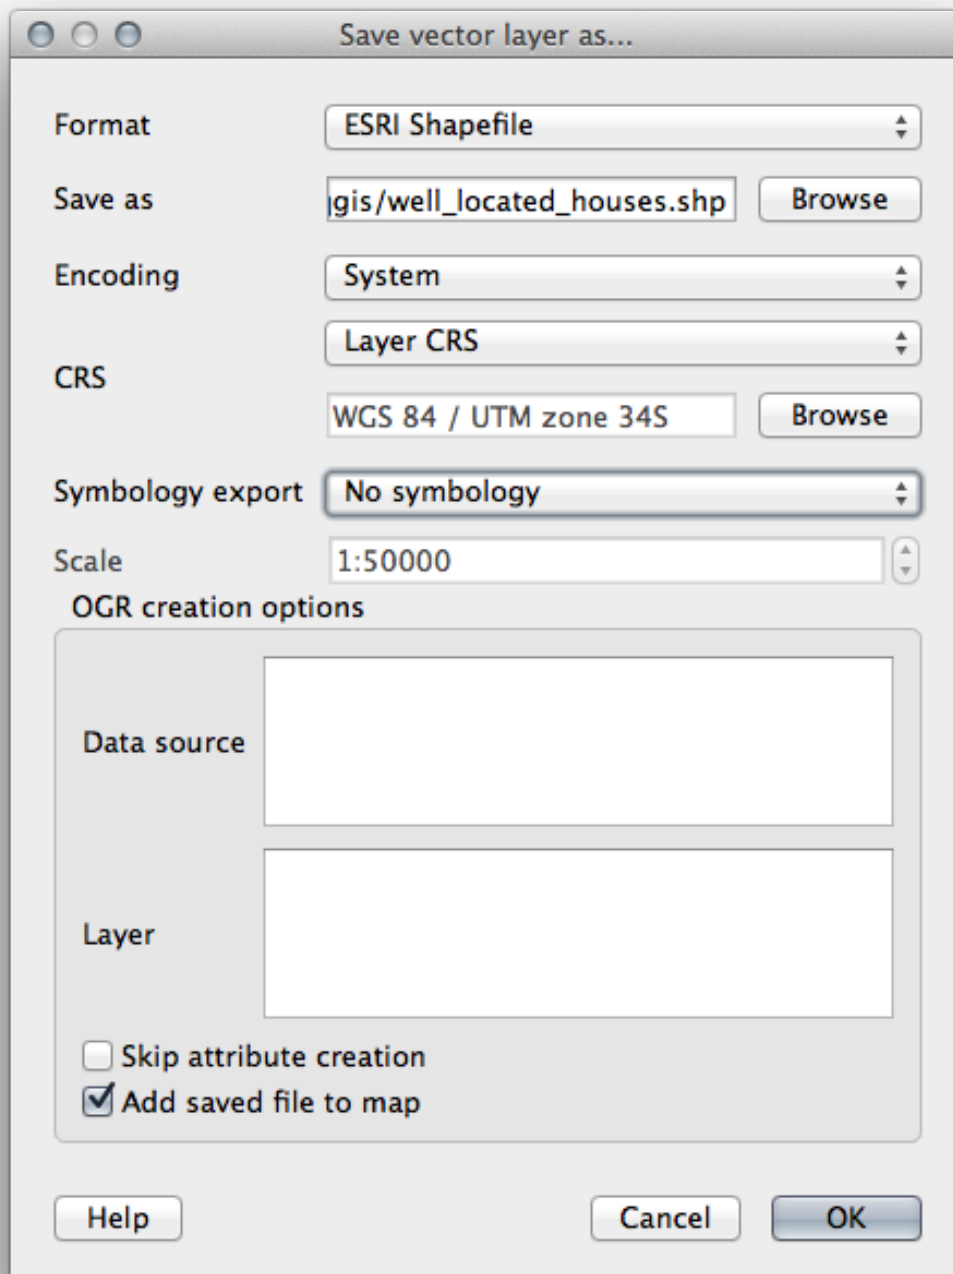 Save vector layer as...
Format ESRI Shapefile
Save as gis/well_located_houses.shp Browse
Encoding System
Layer CRS
CRS
WGS 84 / UTM zone 34S Browse
Symbology export No symbology
Scale 1:50000
OGR creation options
Data source
Layer
Skip attribute creation
Add saved file to map
Help Cancel OK